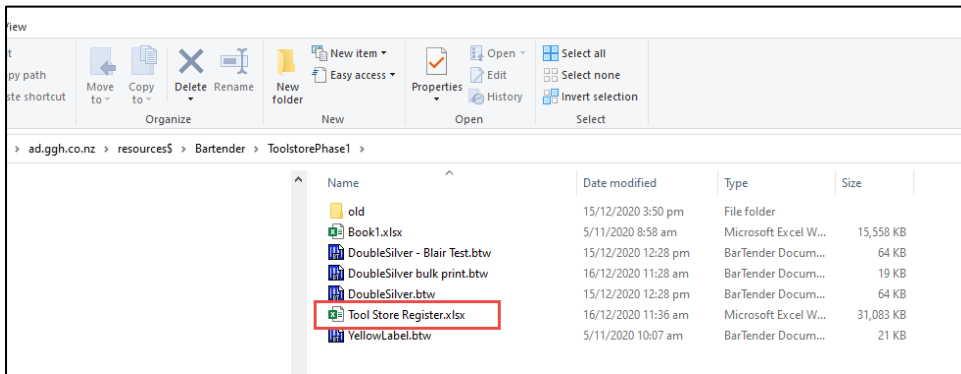 View
New item
Open
Select all
py path
Easy access
Edit
Select none
ste shortcut
Move to
Copy to
Delete
Rename
New folder
Properties
History
Invert selection
Organize
New
Open
Select
> ad.ggh.co.nz > resources$ > Bartender > ToolstorePhase1 >
Name Date modified Type Size
old 15/12/2020 3:50 pm File folder
Book1.xlsx 5/11/2020 8:58 am Microsoft Excel W... 15,558 KB
DoubleSilver - Blair Test.btw 15/12/2020 12:28 pm BarTender Docum... 64 KB
DoubleSilver bulk print.btw 16/12/2020 11:28 am BarTender Docum... 19 KB
DoubleSilver.btw 15/12/2020 12:28 pm BarTender Docum... 64 KB
Tool Store Register.xlsx 16/12/2020 11:36 am Microsoft Excel W... 31,083 KB
YellowLabel.btw 5/11/2020 10:07 am BarTender Docum... 21 KB